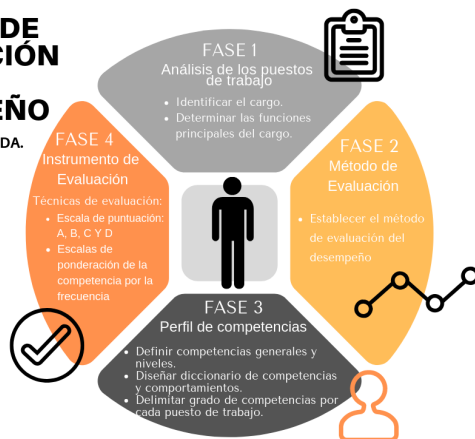 DE
CIÓN
EÑO
DA.
FASE 1
Análisis de los puestos
de trabajo
• Identificar el cargo.
• Determinar las funciones
principales del cargo.
FASE 2
Método de
Evaluación
• Establecer el método
de evaluación del
desempeño
FASE 3
Perfil de competencias
• Definir competencias generales y
niveles.
• Diseñar diccionario de competencias
y comportamientos.
• Delimitar grado de competencias por
cada puesto de trabajo.
FASE 4
Instrumento de
Evaluación
Técnicas de evaluación:
• Escala de puntuación:
A, B, C Y D
• Escalas de
ponderación de la
competencia por la
frecuencia